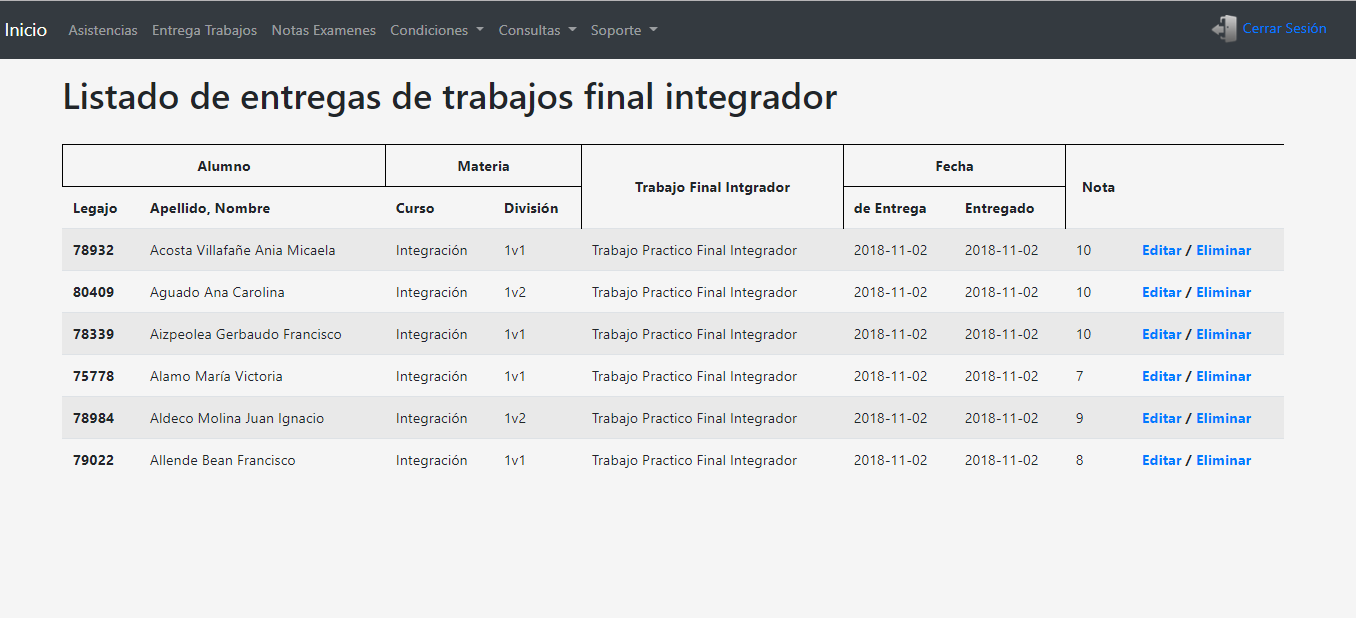 Inicio Asistencias Entrega Trabajos Notas Examenes Condiciones Consultas Soporte Cerrar Sesión
Listado de entregas de trabajos final integrador
Alumno Materia Trabajo Final Intgrador Fecha Nota
Legajo Apellido, Nombre Curso División de Entrega Entregado
78932 Acosta Villafañe Ania Micaela Integración 1v1 Trabajo Practico Final Integrador 2018-11-02 2018-11-02 10 Editar / Eliminar
80409 Aguado Ana Carolina Integración 1v2 Trabajo Practico Final Integrador 2018-11-02 2018-11-02 10 Editar / Eliminar
78339 Aizpeolea Gerbaudo Francisco Integración 1v1 Trabajo Practico Final Integrador 2018-11-02 2018-11-02 10 Editar / Eliminar
75778 Alamo María Victoria Integración 1v1 Trabajo Practico Final Integrador 2018-11-02 2018-11-02 7 Editar / Eliminar
78984 Aldeco Molina Juan Ignacio Integración 1v2 Trabajo Practico Final Integrador 2018-11-02 2018-11-02 9 Editar / Eliminar
79022 Allende Bean Francisco Integración 1v1 Trabajo Practico Final Integrador 2018-11-02 2018-11-02 8 Editar / Eliminar